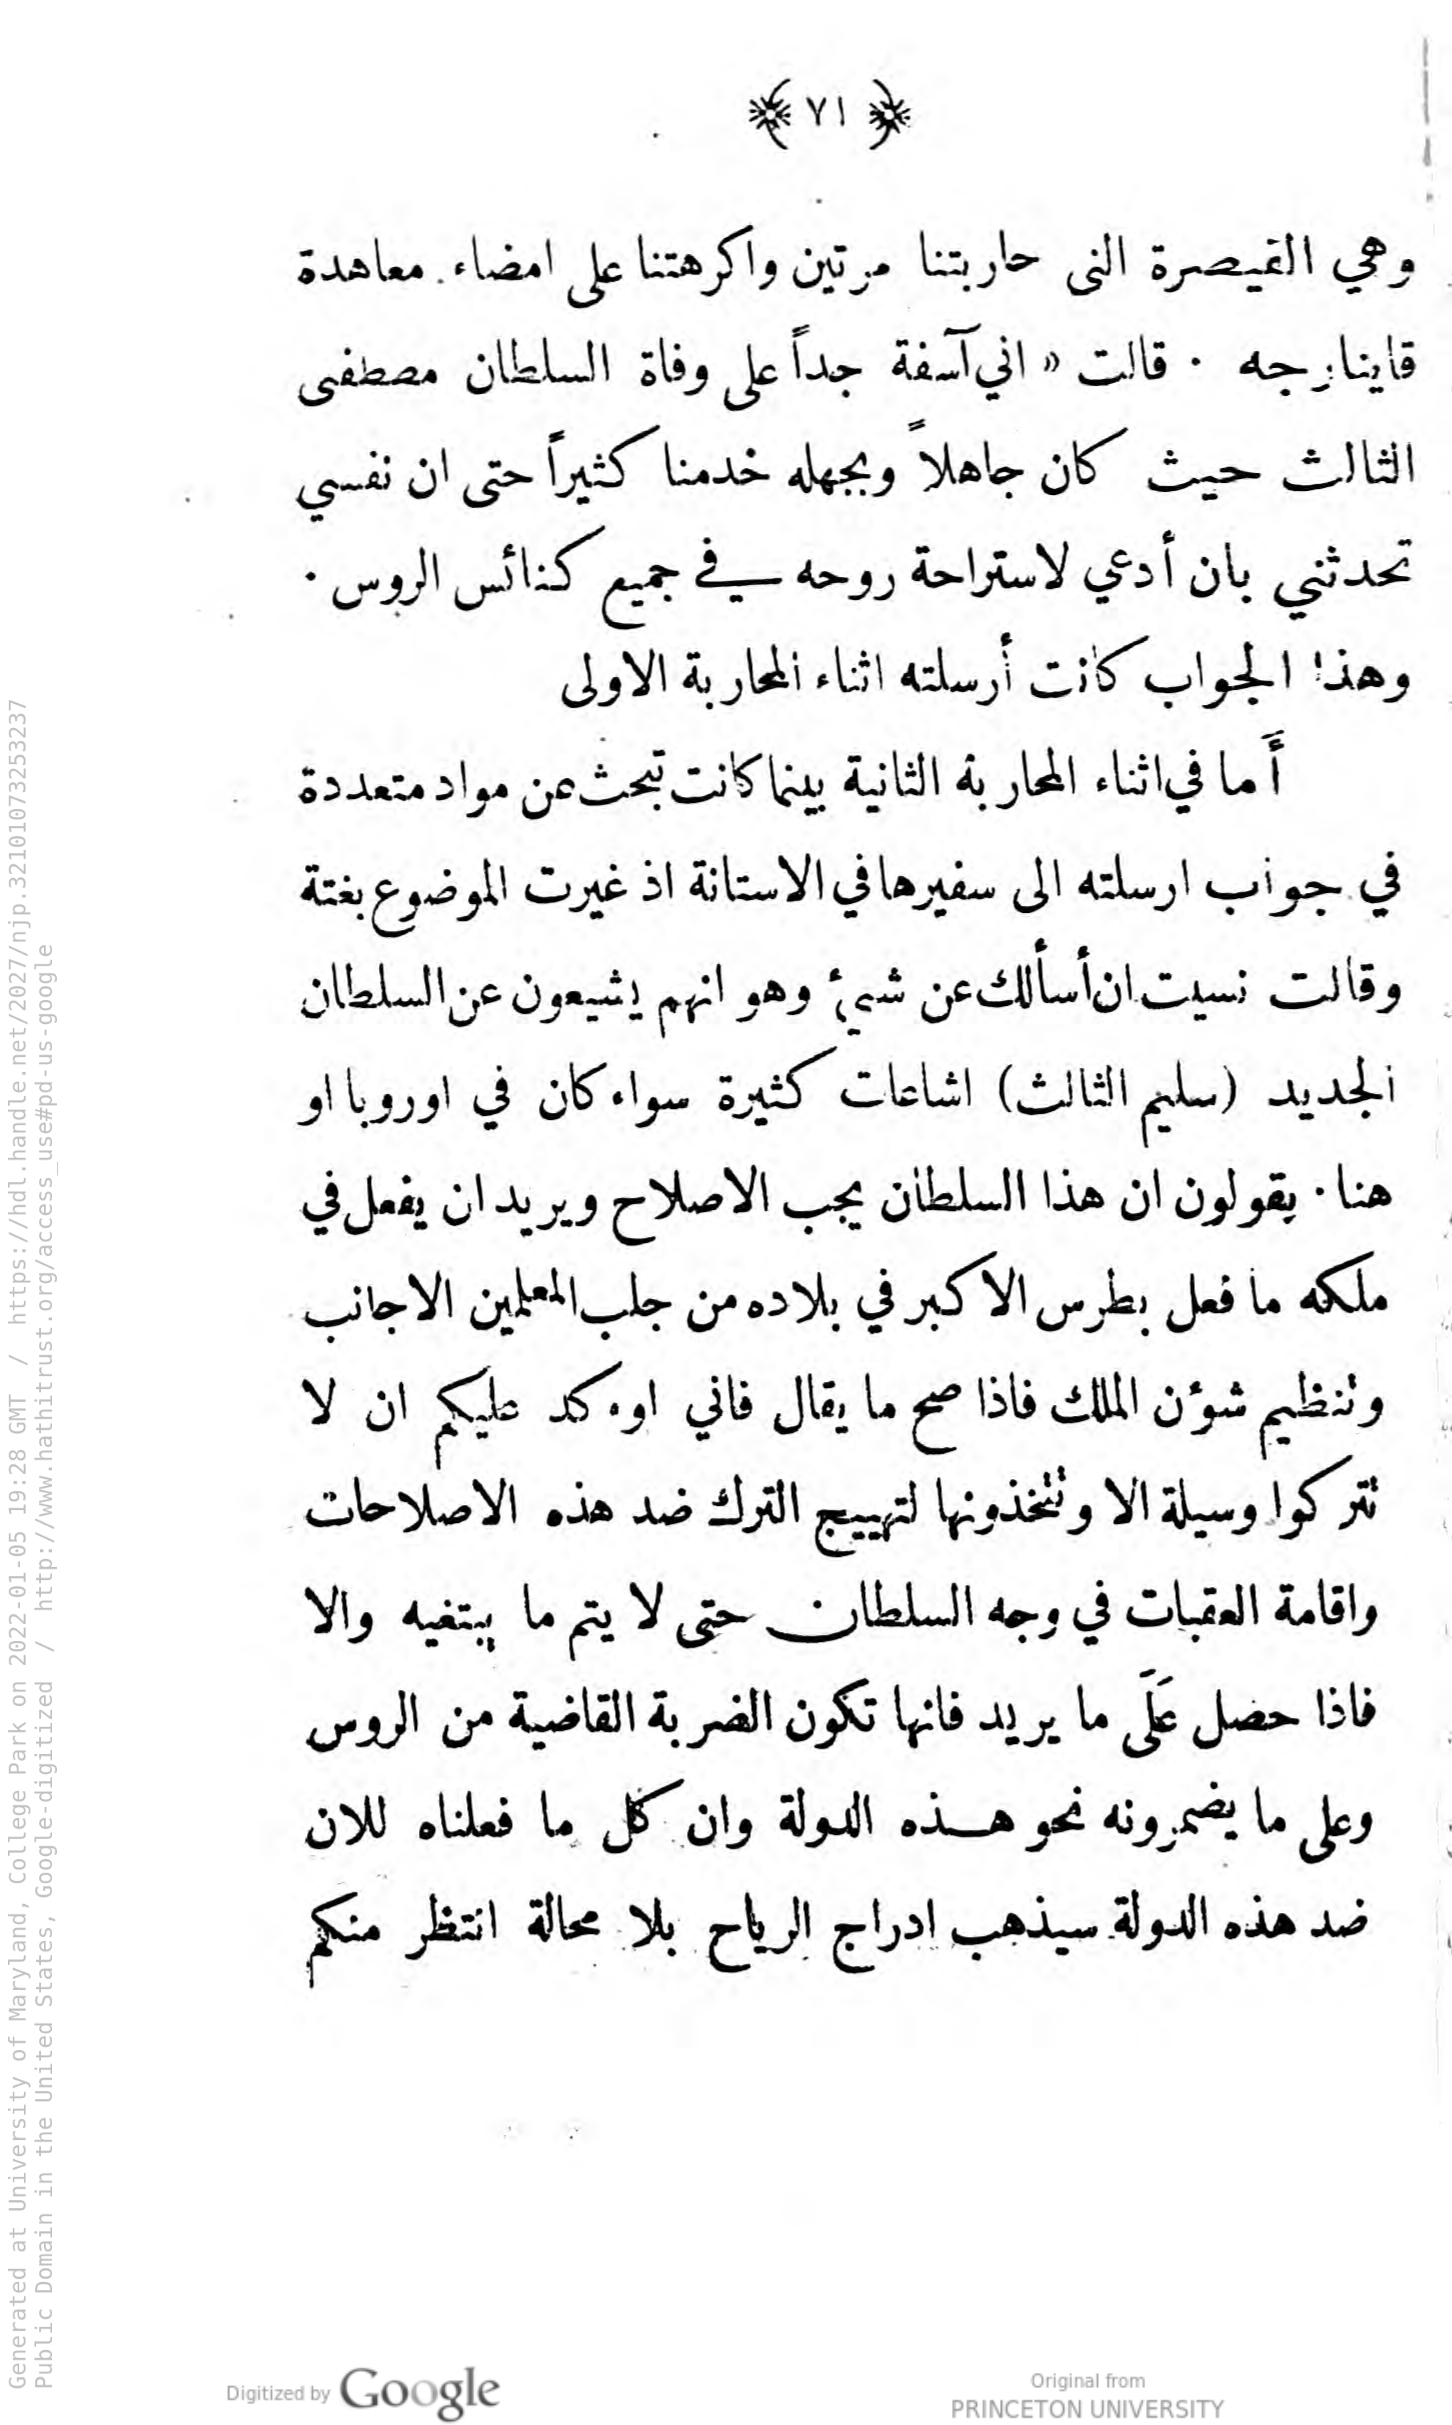 ﴿ ٧١ ﴾
وهي القيصرة التى حاربتنا مرتين واكرهتنا على امضاء معاهدة
قاينارجه . قالت « اني آسفة جداً على وفاة السلطان مصطفى
الثالث حيث كان جاهلاً وبجهله خدمنا كثيراً حتى ان نفسي
تحدثني بان أدعي لاستراحة روحه في جميع كنائس الروس .
وهذا الجواب كانت أرسلته اثناء المحاربة الاولى
أَما في اثناء المحاربة الثانية بينما كانت تبحث عن مواد متعددة
في جواب ارسلته الى سفيرها في الاستانة اذ غيرت الموضوع بغتة
وقالت نسيت ان أسألك عن شيء وهو انهم يشيعون عن السلطان
الجديد (سليم الثالث) اشاعات كثيرة سواء كان في اوروبا او
هنا . يقولون ان هذا السلطان يحب الاصلاح ويريد ان يفعل في
ملكه ما فعل بطرس الاكبر في بلاده من جلب المعلمين الاجانب
وتنظيم شؤن الملك فاذا صح ما يقال فاني اوءكد عليكم ان لا
تتركوا وسيلة الا وتتخذونها لتهييج الترك ضد هذه الاصلاحات
واقامة العقبات في وجه السلطان حتى لا يتم ما يبتغيه والا
فاذا حصل عَلَى ما يريد فانها تكون الضربة القاضية من الروس
وعلى ما يضمرونه نحو هذه الدولة وان كل ما فعلناه للان
ضد هذه الدولة سيذهب ادراج الرياح بلا محالة انتظر منكم
Generated at University of Maryland, College Park on 2022-01-05 19:28 GMT / https://hdl.handle.net/2027/njp.32101073253237
Public Domain in the United States, Google-digitized / http://www.hathitrust.org/access_use#pd-us-google
Digitized by Google
Original from
PRINCETON UNIVERSITY